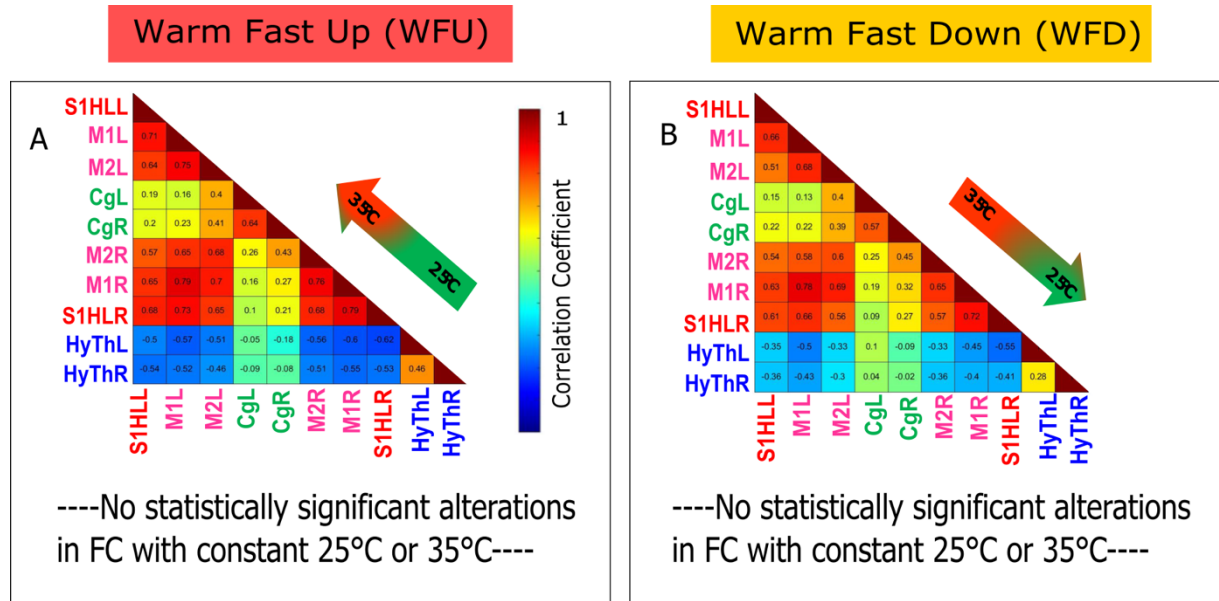 Warm Fast Up (WFU)
Warm Fast Down (WFD)
A
S1HLL
M1L 0.71
M2L 0.64 0.75
CgL 0.19 0.16 0.4
CgR 0.2 0.23 0.41 0.64
M2R 0.57 0.65 0.68 0.26 0.43
M1R 0.65 0.79 0.7 0.16 0.27 0.76
S1HLR 0.68 0.73 0.65 0.1 0.21 0.68 0.79
HyThL -0.5 -0.57 -0.51 -0.05 -0.18 -0.56 -0.6 -0.62
HyThR -0.54 -0.52 -0.46 -0.09 -0.08 -0.51 -0.55 -0.53 0.46
S1HLL M1L M2L CgL CgR M2R M1R S1HLR HyThL HyThR
1
Correlation Coefficient
35°C
25°C
----No statistically significant alterations
in FC with constant 25°C or 35°C----
B
S1HLL
M1L 0.66
M2L 0.51 0.68
CgL 0.15 0.13 0.4
CgR 0.22 0.22 0.39 0.57
M2R 0.54 0.58 0.6 0.25 0.45
M1R 0.63 0.78 0.69 0.19 0.32 0.65
S1HLR 0.61 0.66 0.56 0.09 0.27 0.57 0.72
HyThL -0.35 -0.5 -0.33 0.1 -0.09 -0.33 -0.45 -0.55
HyThR -0.36 -0.43 -0.3 0.04 -0.02 -0.36 -0.4 -0.41 0.28
S1HLL M1L M2L CgL CgR M2R M1R S1HLR HyThL HyThR
35°C
25°C
----No statistically significant alterations
in FC with constant 25°C or 35°C----